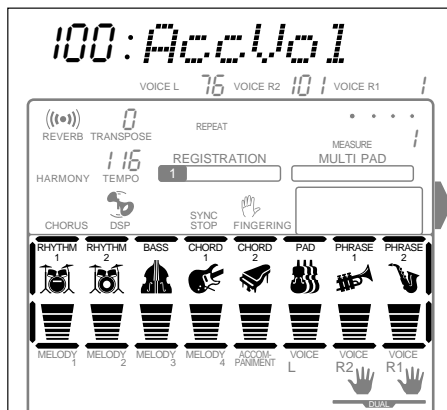 100:AccVol
VOICE L 76 VOICE R2 101 VOICE R1 1
REVERB 0 TRANSPOSE REPEAT
MEASURE 1
HARMONY 116 TEMPO REGISTRATION 1 MULTI PAD
CHORUS DSP SYNC STOP FINGERING
RHYTHM 1 RHYTHM 2 BASS CHORD 1 CHORD 2 PAD PHRASE 1 PHRASE 2
MELODY 1 MELODY 2 MELODY 3 MELODY 4 ACCOM-PANIMENT VOICE L VOICE R2 VOICE R1
DUAL